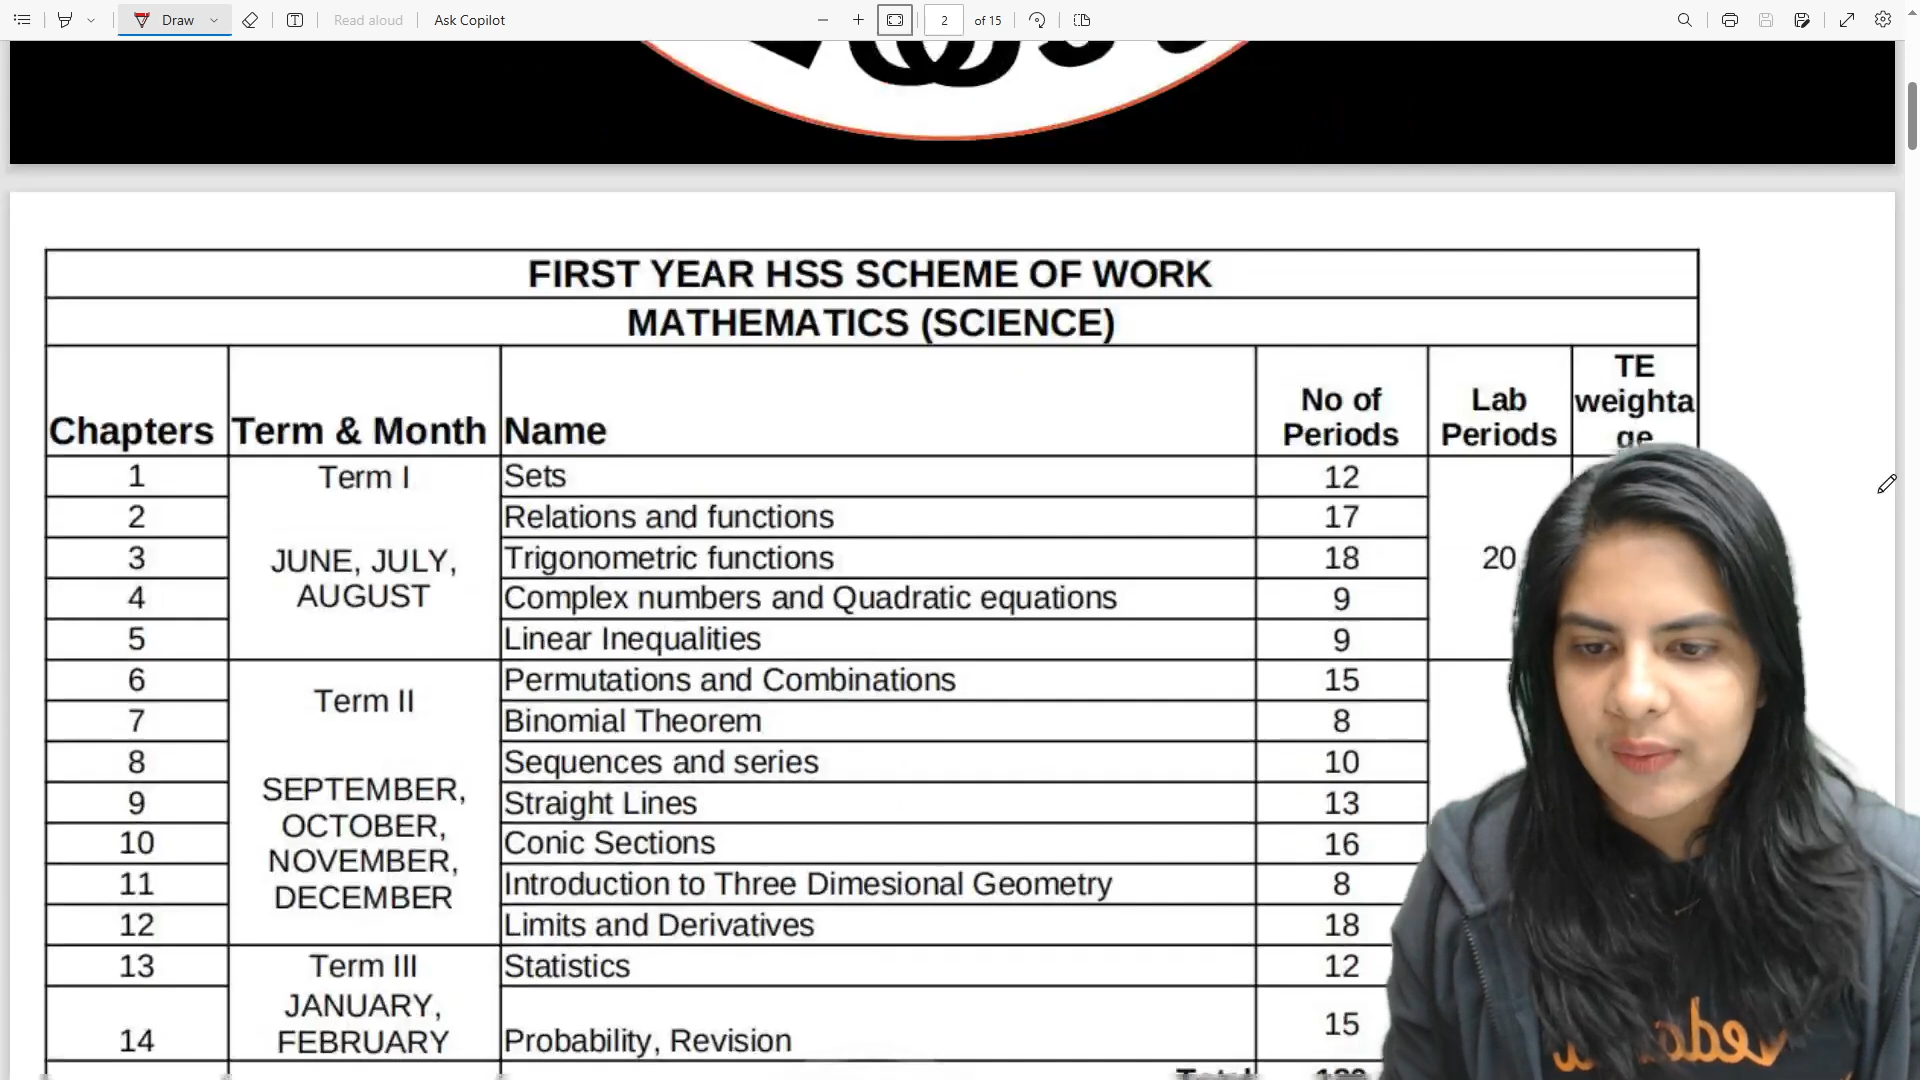 Draw
Read aloud
Ask Copilot
2
of 15
FIRST YEAR HSS SCHEME OF WORK
MATHEMATICS (SCIENCE)
Chapters Term & Month Name No of Periods Lab Periods TE weighta ge
1 Term I Sets 12
2 Relations and functions 17
3 JUNE, JULY, Trigonometric functions 18 20
4 AUGUST Complex numbers and Quadratic equations 9
5 Linear Inequalities 9
6 Permutations and Combinations 15
7 Term II Binomial Theorem 8
8 SEPTEMBER, Sequences and series 10
9 OCTOBER, Straight Lines 13
10 NOVEMBER, Conic Sections 16
11 DECEMBER Introduction to Three Dimesional Geometry 8
12 Limits and Derivatives 18
13 Term III Statistics 12
14 JANUARY, FEBRUARY Probability, Revision 15